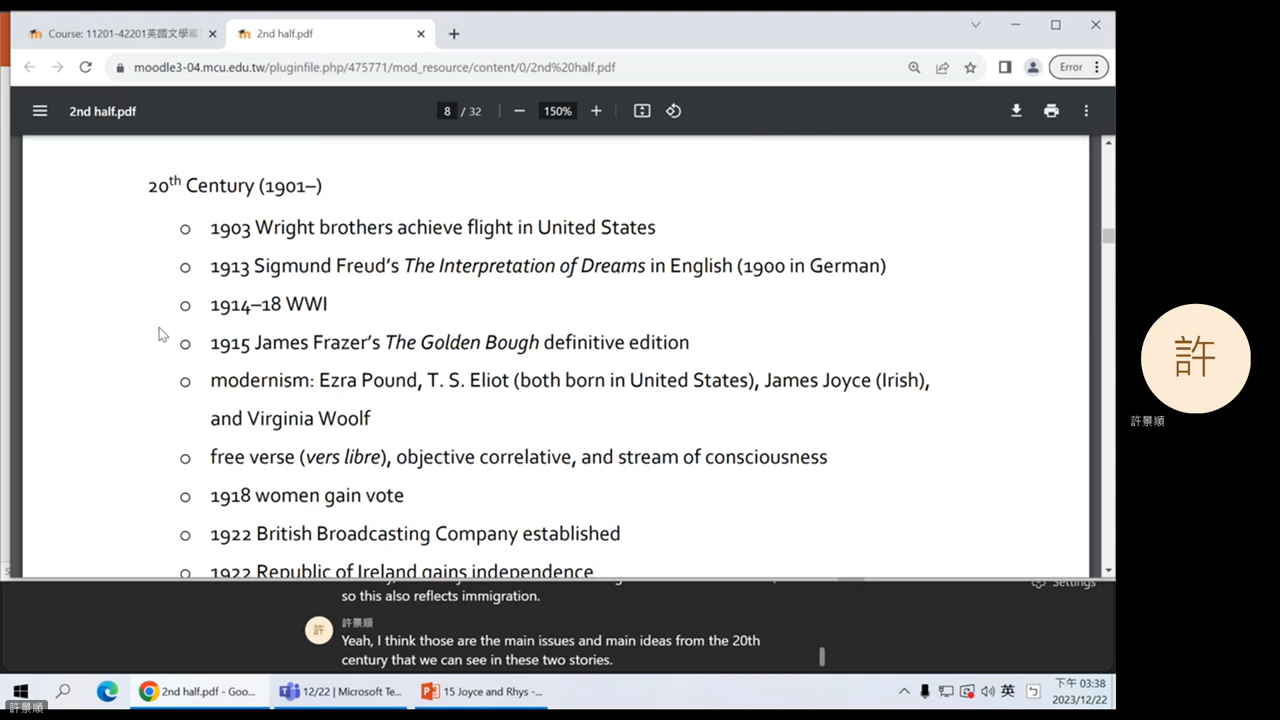 Course: 11201-42201英國文學
2nd half.pdf
moodle3-04.mcu.edu.tw/pluginfile.php/475771/mod_resource/content/0/2nd%20half.pdf
Error
2nd half.pdf
8 / 32
150%
20th Century (1901–)
1903 Wright brothers achieve flight in United States
1913 Sigmund Freud's The Interpretation of Dreams in English (1900 in German)
1914–18 WWI
1915 James Frazer's The Golden Bough definitive edition
modernism: Ezra Pound, T. S. Eliot (both born in United States), James Joyce (Irish),
and Virginia Woolf
free verse (vers libre), objective correlative, and stream of consciousness
1918 women gain vote
1922 British Broadcasting Company established
1922 Republic of Ireland gains independence
Settings
so this also reflects immigration.
許
許景順
Yeah, I think those are the main issues and main ideas from the 20th
century that we can see in these two stories.
許
許景順
2nd half.pdf - Goo...
12/22 | Microsoft Te...
15 Joyce and Rhys -...
英
下午 03:38
2023/12/22
許景順